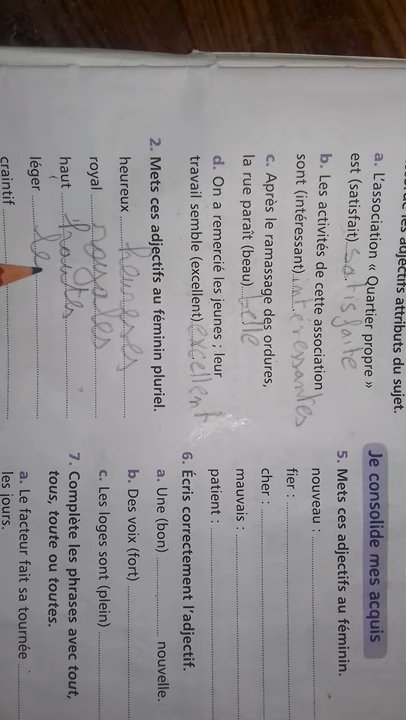 les adjectifs attributs du sujet.
a. L'association « Quartier propre »
est (satisfait) satisfaite
b. Les activités de cette association
sont (intéressant) intéressantes
c. Après le ramassage des ordures,
la rue paraît (beau) belle
d. On a remercié les jeunes ; leur
travail semble (excellent) excellent
2. Mets ces adjectifs au féminin pluriel.
heureux
royal royales
haut hautes
léger le
craintif
Je consolide mes acquis
5. Mets ces adjectifs au féminin.
nouveau :
fier :
cher :
mauvais :
patient :
6. Écris correctement l'adjectif.
a. Une (bon) nouvelle.
b. Des voix (fort)
c. Les loges sont (plein)
7. Complète les phrases avec tout,
tous, toute ou toutes.
a. Le facteur fait sa tournée
les jours.